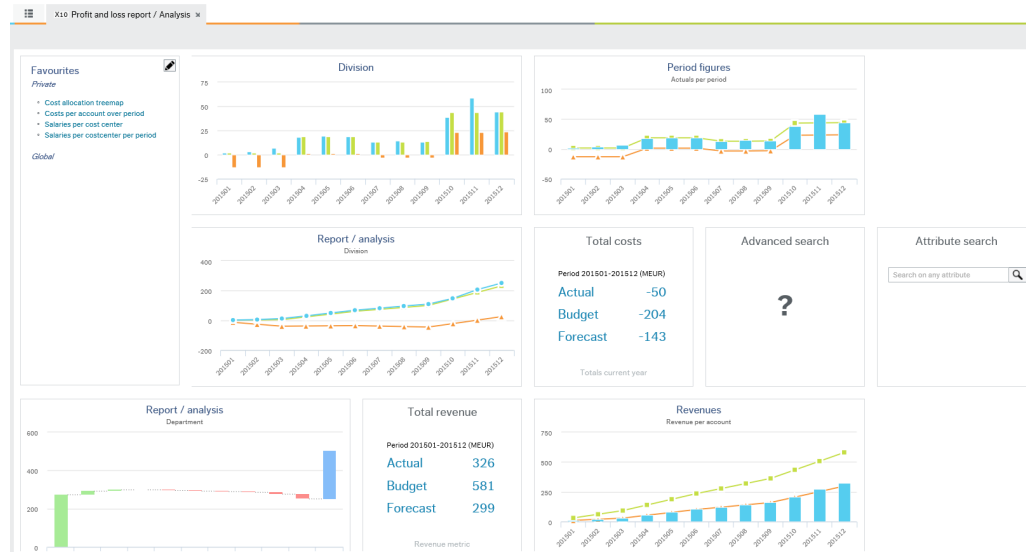 X10 Profit and loss report / Analysis ×
Favourites
Private
Cost allocation treemap
Costs per account over period
Salaries per cost center
Salaries per costcenter per period
Global
Division
75
50
25
0
-25
201501 201502 201503 201504 201505 201506 201507 201508 201509 201510 201511 201512
Period figures
Actuals per period
100
50
0
-50
201501 201502 201503 201504 201505 201506 201507 201508 201509 201510 201511 201512
Report / analysis
Division
400
200
0
-200
201501 201502 201503 201504 201505 201506 201507 201508 201509 201510 201511 201512
Total costs
Period 201501-201512 (MEUR)
Actual -50
Budget -204
Forecast -143
Totals current year
Advanced search
?
Attribute search
Search on any attribute
Report / analysis
Department
600
400
200
0
Total revenue
Period 201501-201512 (MEUR)
Actual 326
Budget 581
Forecast 299
Revenue metric
Revenues
Revenue per account
750
500
250
0
201501 201502 201503 201504 201505 201506 201507 201508 201509 201510 201511 201512